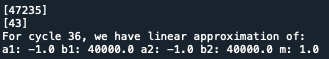 [47235]
[43]
For cycle 36, we have linear approximation of:
a1: -1.0 b1: 40000.0 a2: -1.0 b2: 40000.0 m: 1.0